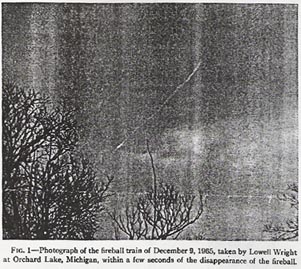 FIG. 1—Photograph of the fireball train of December 9, 1965, taken by Lowell Wright
at Orchard Lake, Michigan, within a few seconds of the disappearance of the fireball.